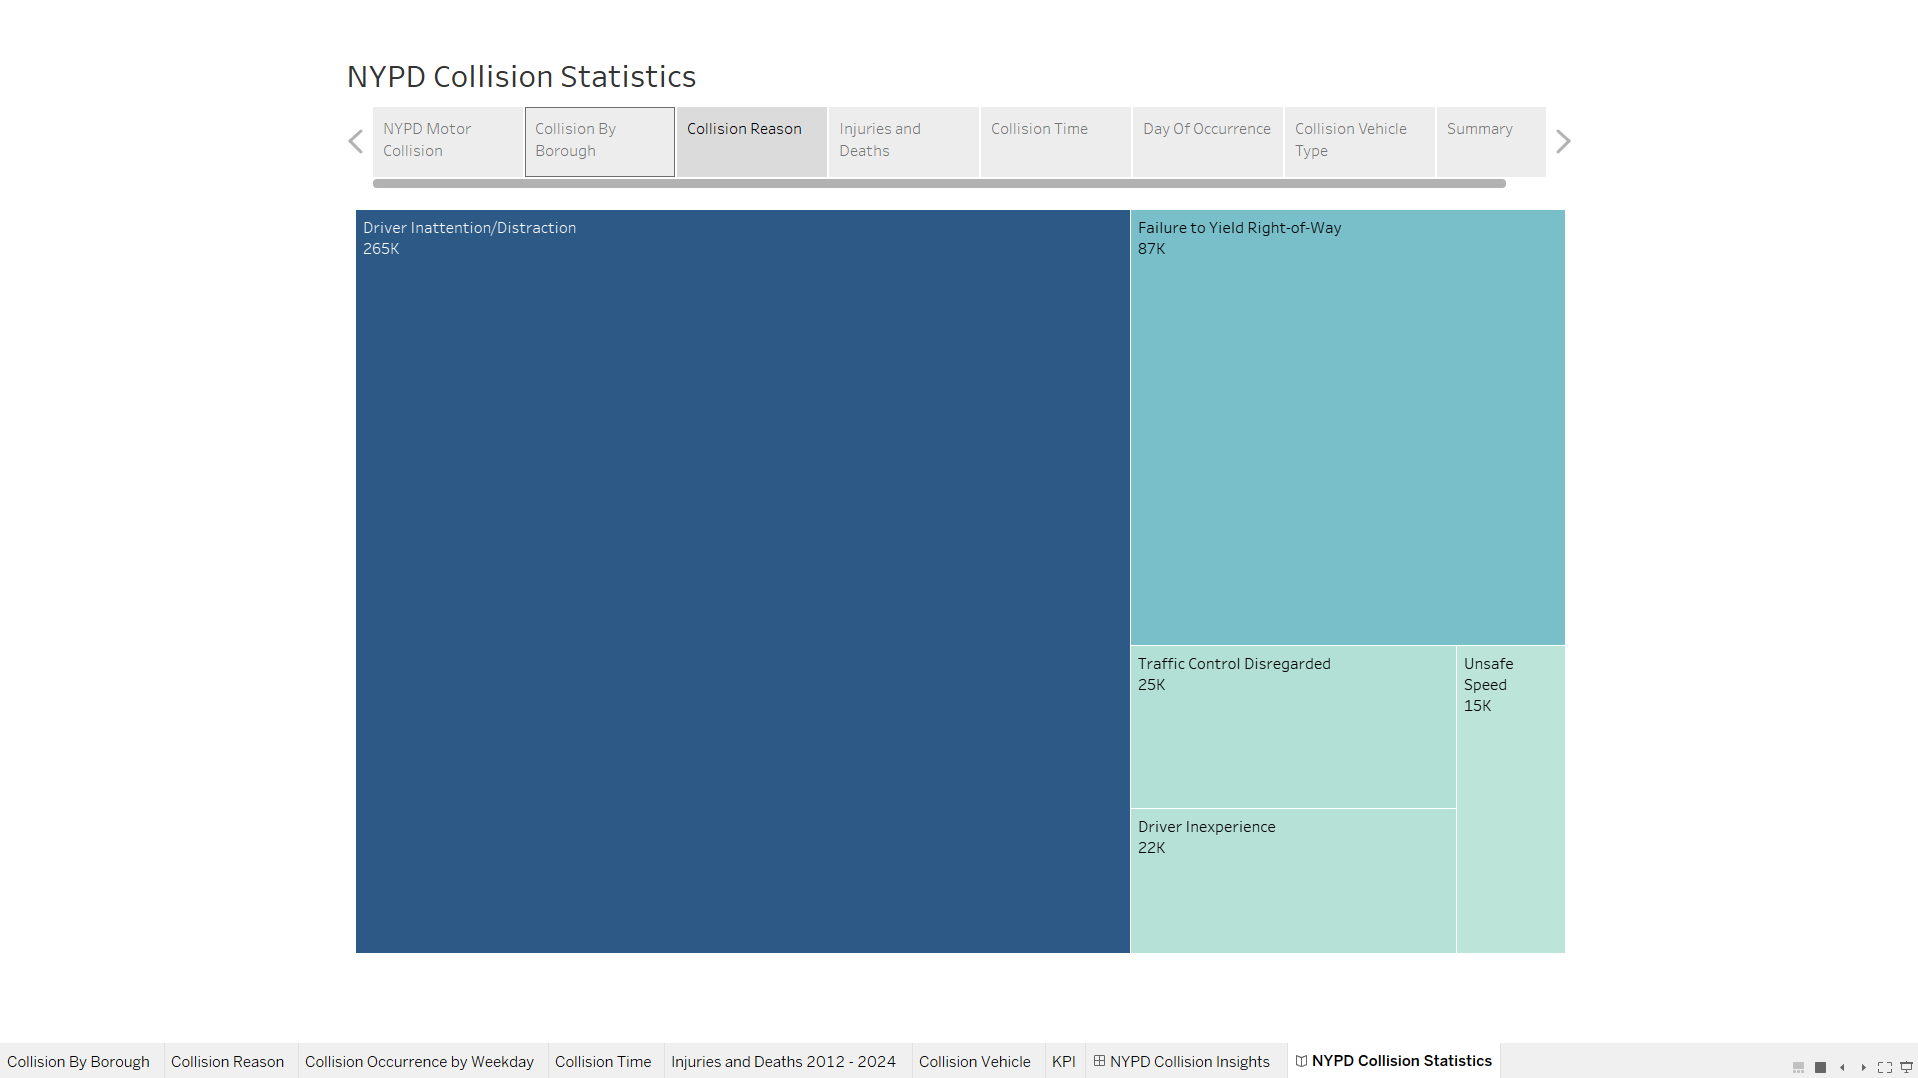 NYPD Collision Statistics
NYPD Motor
Collision
Collision By
Borough
Collision Reason
Injuries and
Deaths
Collision Time
Day Of Occurrence
Collision Vehicle
Type
Summary
Driver Inattention/Distraction
265K
Failure to Yield Right-of-Way
87K
Traffic Control Disregarded
25K
Unsafe
Speed
15K
Driver Inexperience
22K
Collision By Borough
Collision Reason
Collision Occurrence by Weekday
Collision Time
Injuries and Deaths 2012 - 2024
Collision Vehicle
KPI
NYPD Collision Insights
NYPD Collision Statistics